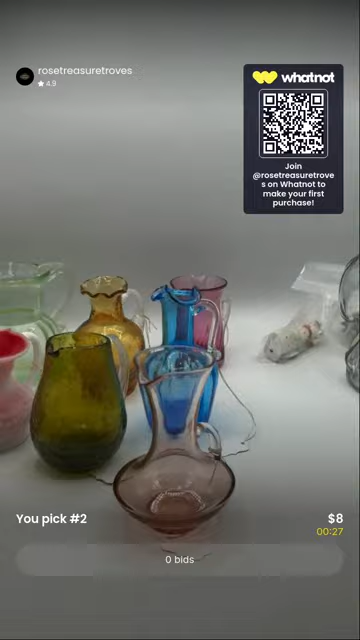 rosetreasuretroves
★ 4.9
whatnot
Join
@rosetreasuretrove
s on Whatnot to
make your first
purchase!
You pick #2
$8
00:27
0 bids